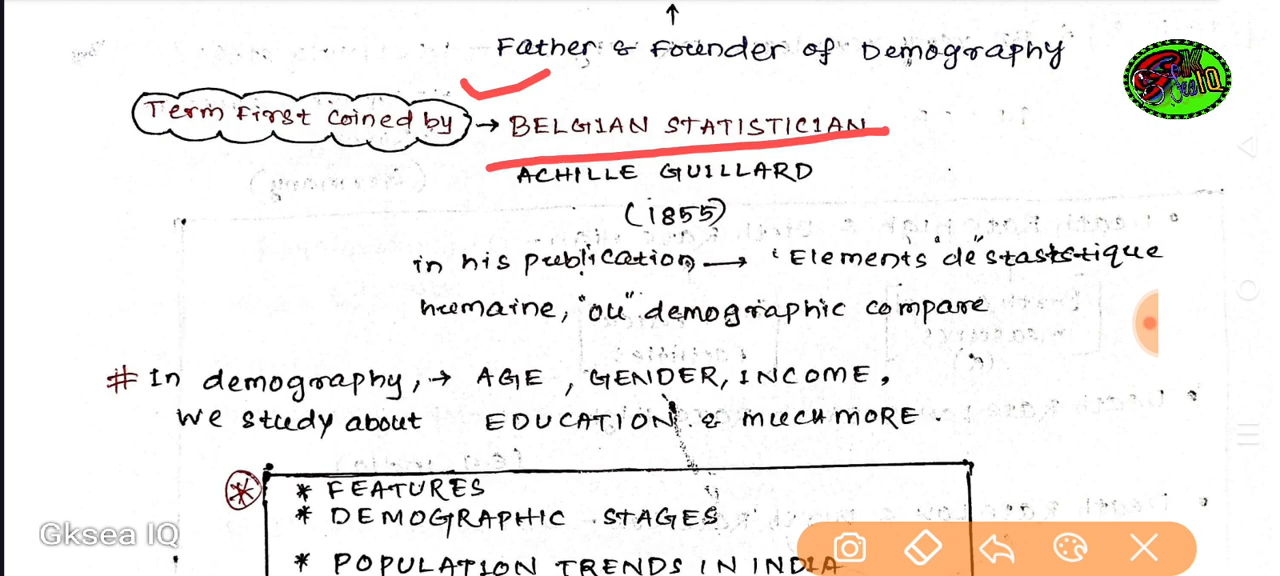 Father & Founder of Demography
Term First Coined by → BELGIAN STATISTICIAN
ACHILLE GUILLARD
(1855)
in his publication → 'Elements "de" stastctique
humaine, "ou" demographic compare
# In demography, → AGE, GENDER, INCOME,
we study about EDUCATION & MUCH MORE.
* FEATURES
* DEMOGRAPHIC STAGES
* POPULATION TRENDS IN INDIA
Gksea IQ